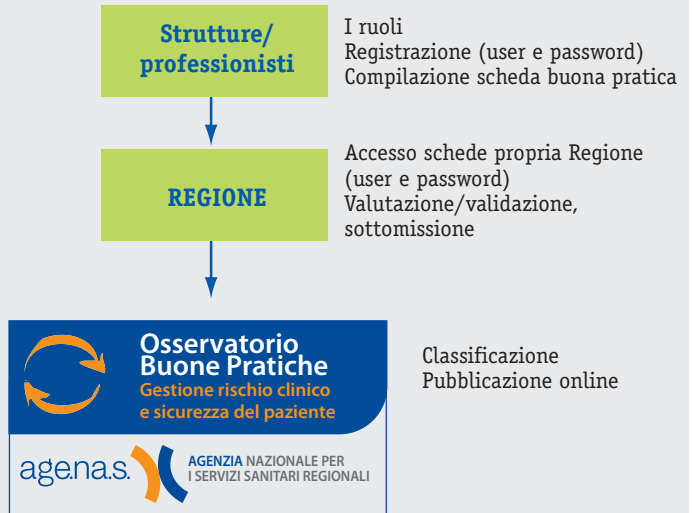 Strutture/
professionisti
I ruoli
Registrazione (user e password)
Compilazione scheda buona pratica
REGIONE
Accesso schede propria Regione
(user e password)
Valutazione/validazione,
sottomissione
Osservatorio
Buone Pratiche
Gestione rischio clinico
e sicurezza del paziente
Classificazione
Pubblicazione online
age.na.s.
AGENZIA NAZIONALE PER
I SERVIZI SANITARI REGIONALI